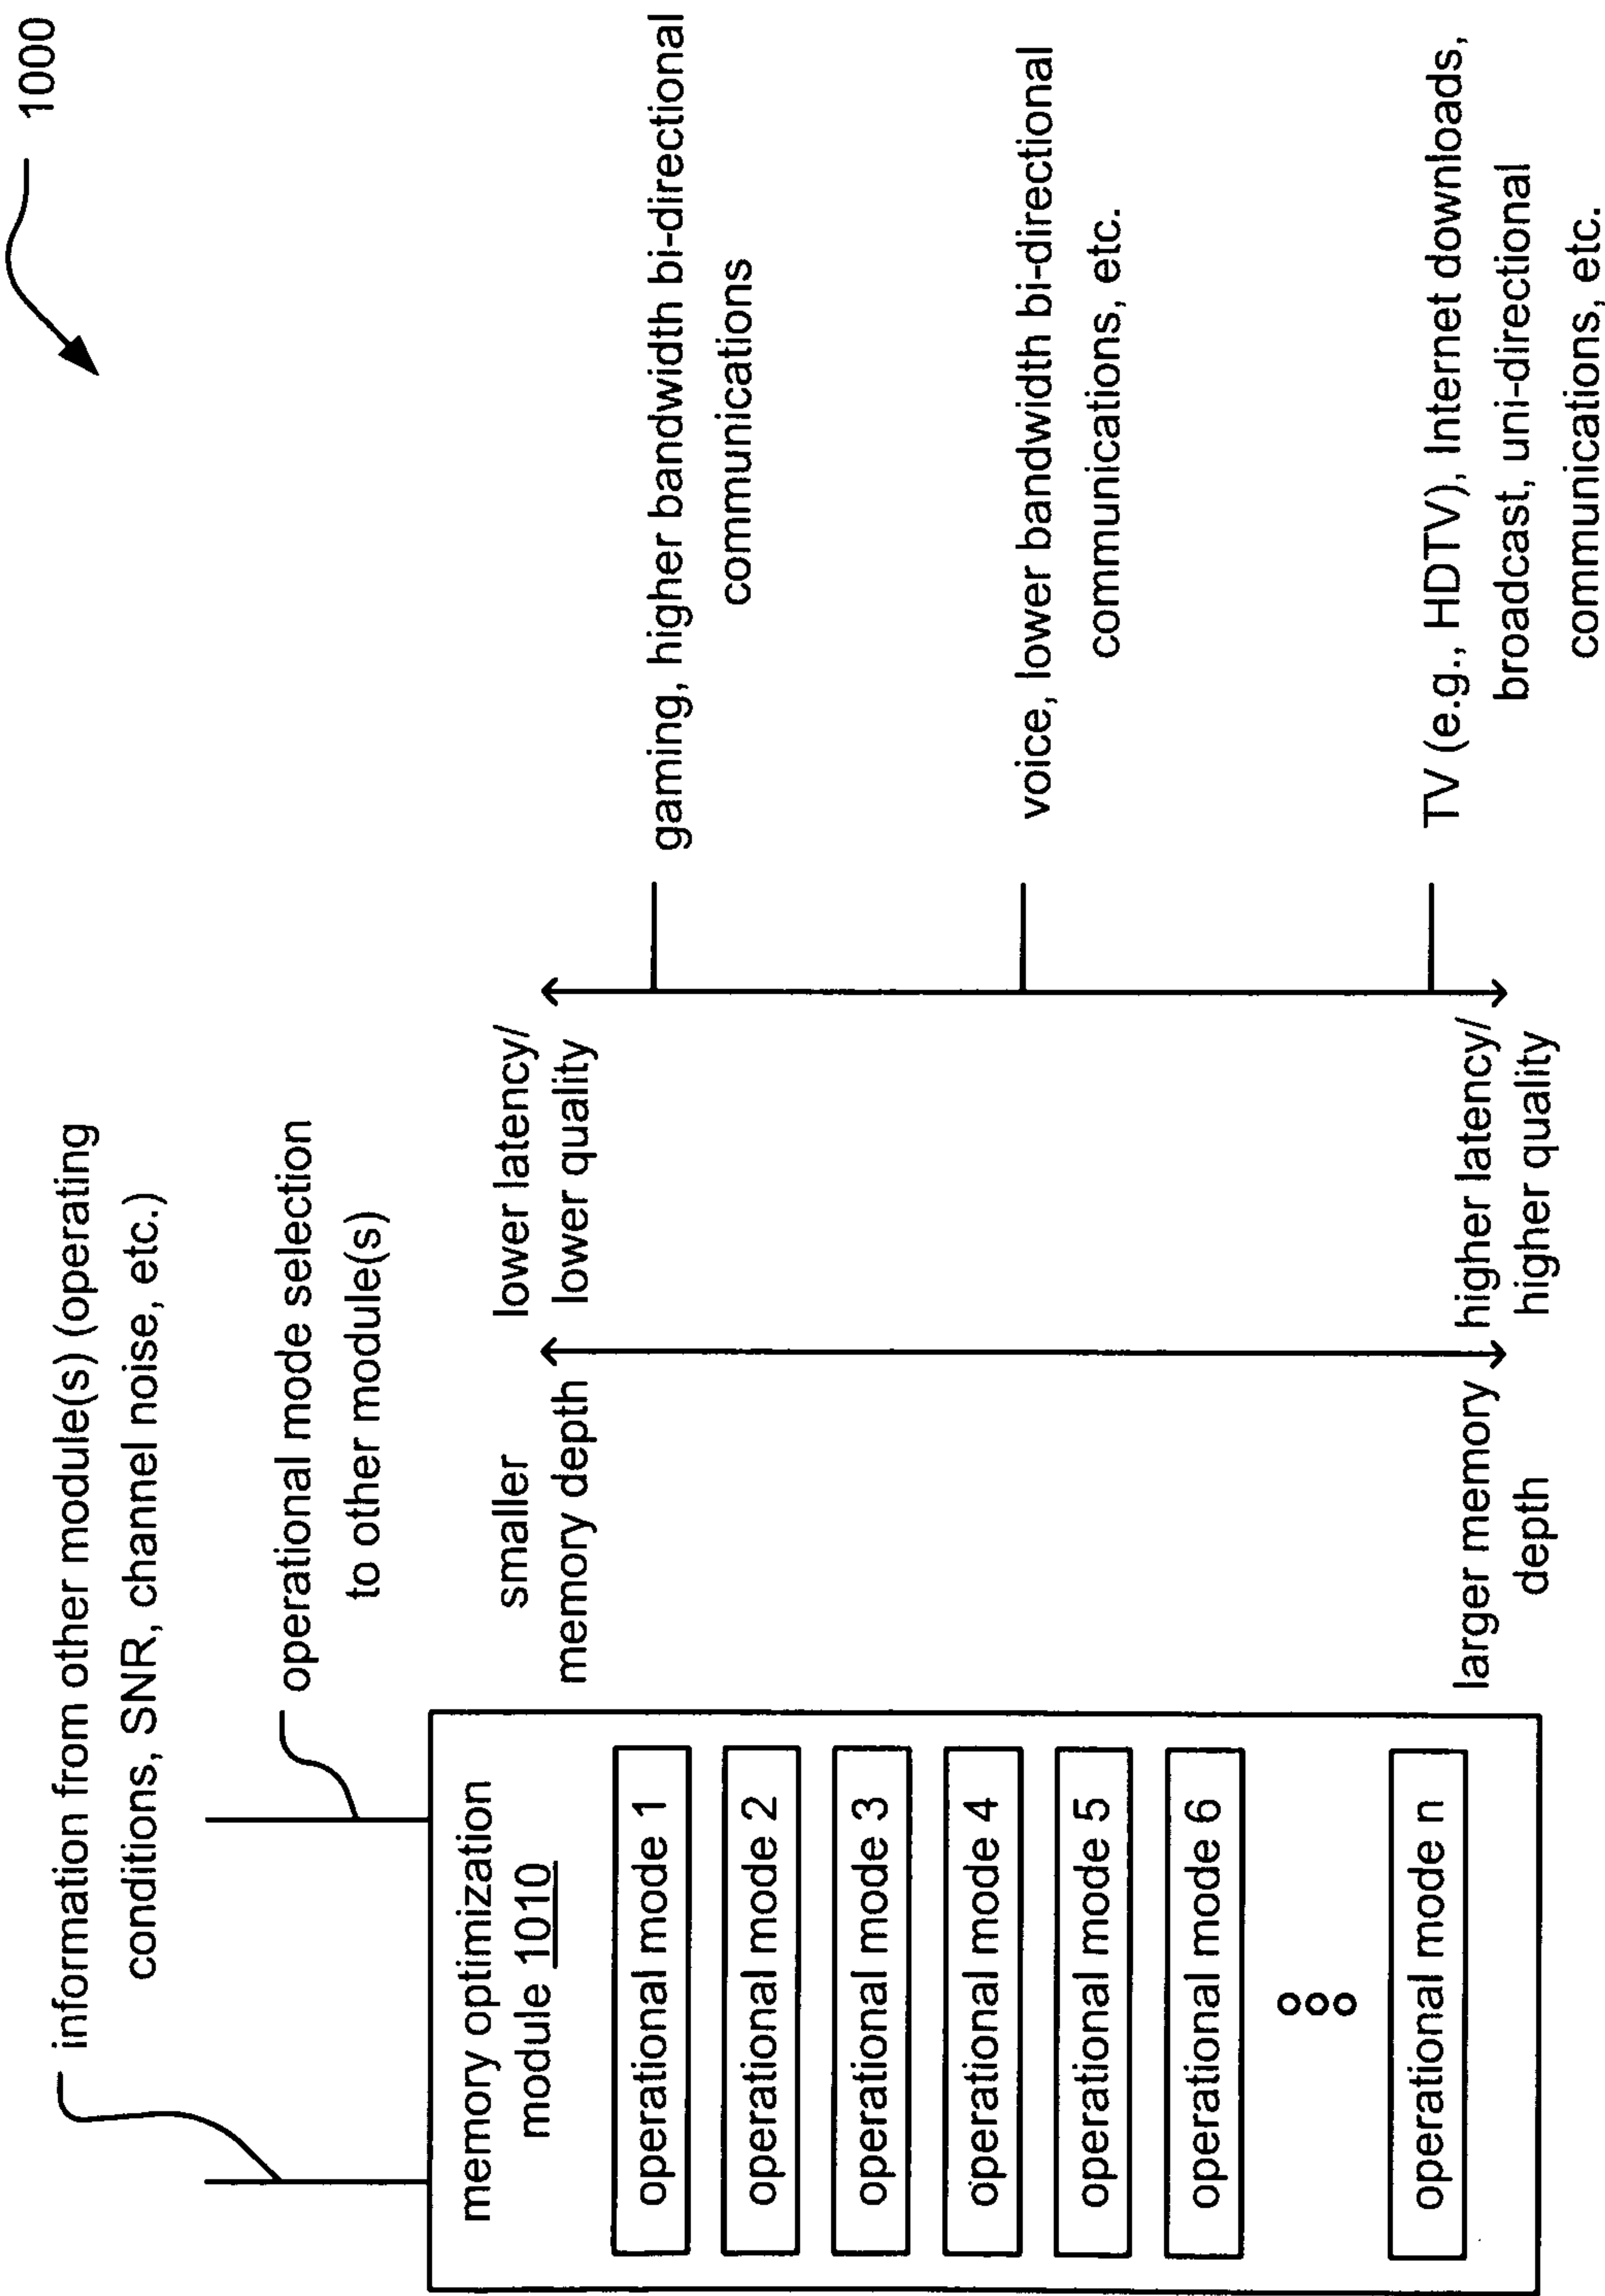 1000
information from other module(s) (operating
conditions, SNR, channel noise, etc.)
operational mode selection
to other module(s)
memory optimization
module 1010
operational mode 1
operational mode 2
operational mode 3
operational mode 4
operational mode 5
operational mode 6
operational mode n
smaller
memory depth
larger memory
depth
lower latency/
lower quality
higher latency/
higher quality
gaming, higher bandwidth bi-directional
communications
voice, lower bandwidth bi-directional
communications, etc.
TV (e.g., HDTV), Internet downloads,
broadcast, uni-directional
communications, etc.